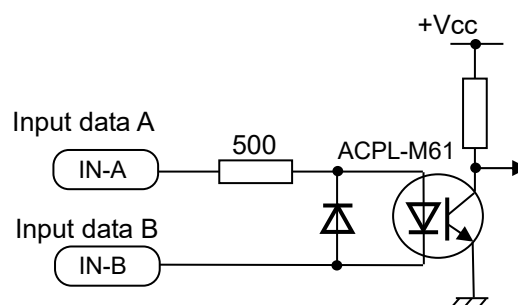 +Vcc
Input data A
500
ACPL-M61
IN-A
Input data B
IN-B